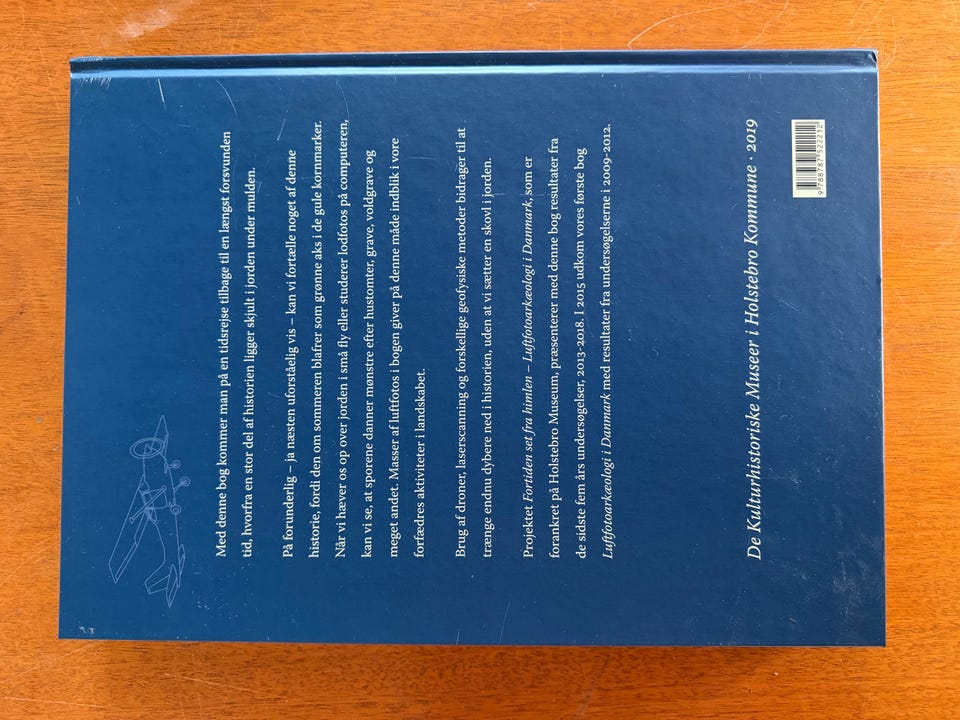 Med denne bog kommer man på en tidsrejse tilbage til en længst forsvunden
tid, hvorfra en stor del af historien ligger skjult i jorden under mulden.
På forunderlig – ja næsten uforståelig vis – kan vi fortælle noget af denne
historie, fordi den om sommeren blafrer som grønne aks i de gule kornmarker.
Når vi hæver os op over jorden i små fly eller studerer lodfotos på computeren,
kan vi se, at sporene danner mønstre efter hustomter, grave, voldgrave og
meget andet. Masser af luftfotos i bogen giver på denne måde indblik i vore
forfædres aktiviteter i landskabet.
Brug af droner, laserscanning og forskellige geofysiske metoder bidrager til at
trænge endnu dybere ned i historien, uden at vi sætter en skovl i jorden.
Projektet Fortiden set fra himlen – Luftfotoarkæologi i Danmark, som er
forankret på Holstebro Museum, præsenterer med denne bog resultater fra
de sidste fem års undersøgelser, 2013-2018. I 2015 udkom vores første bog
Luftfotoarkæologi i Danmark med resultater fra undersøgelserne i 2009-2012.
De Kulturhistoriske Museer i Holstebro Kommune · 2019
9788787522212